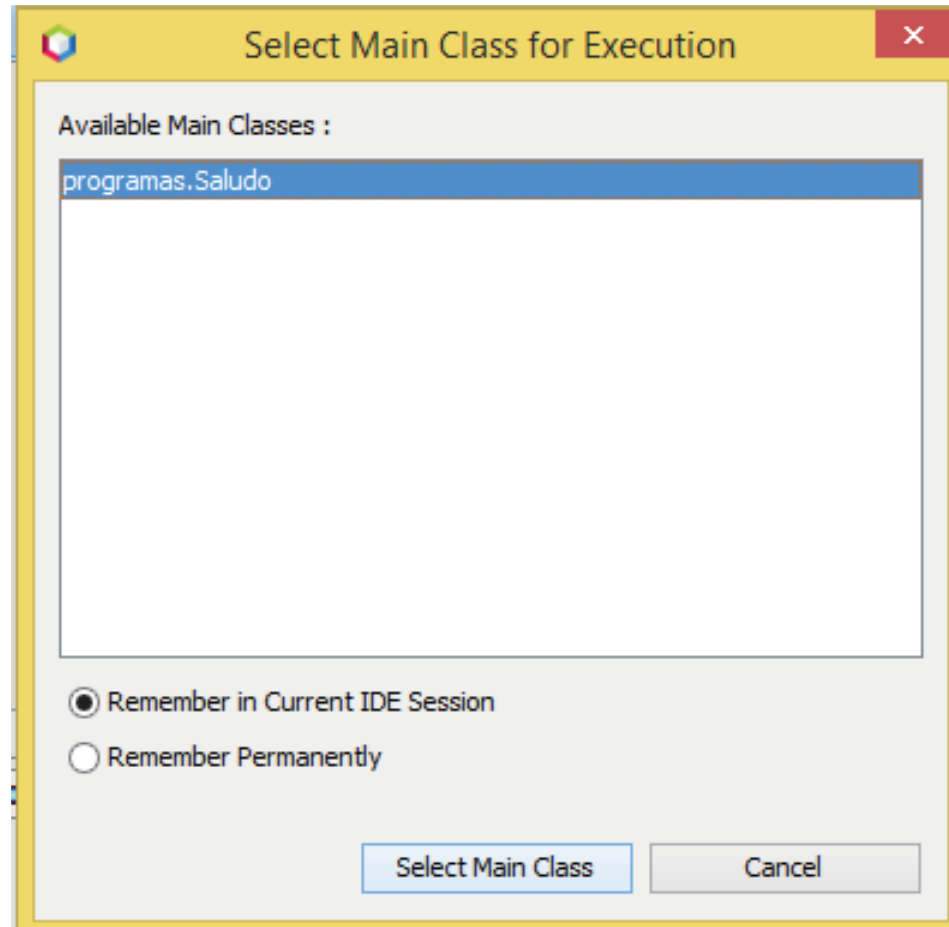 Select Main Class for Execution
Available Main Classes :
programas.Saludo
Remember in Current IDE Session
Remember Permanently
Select Main Class
Cancel